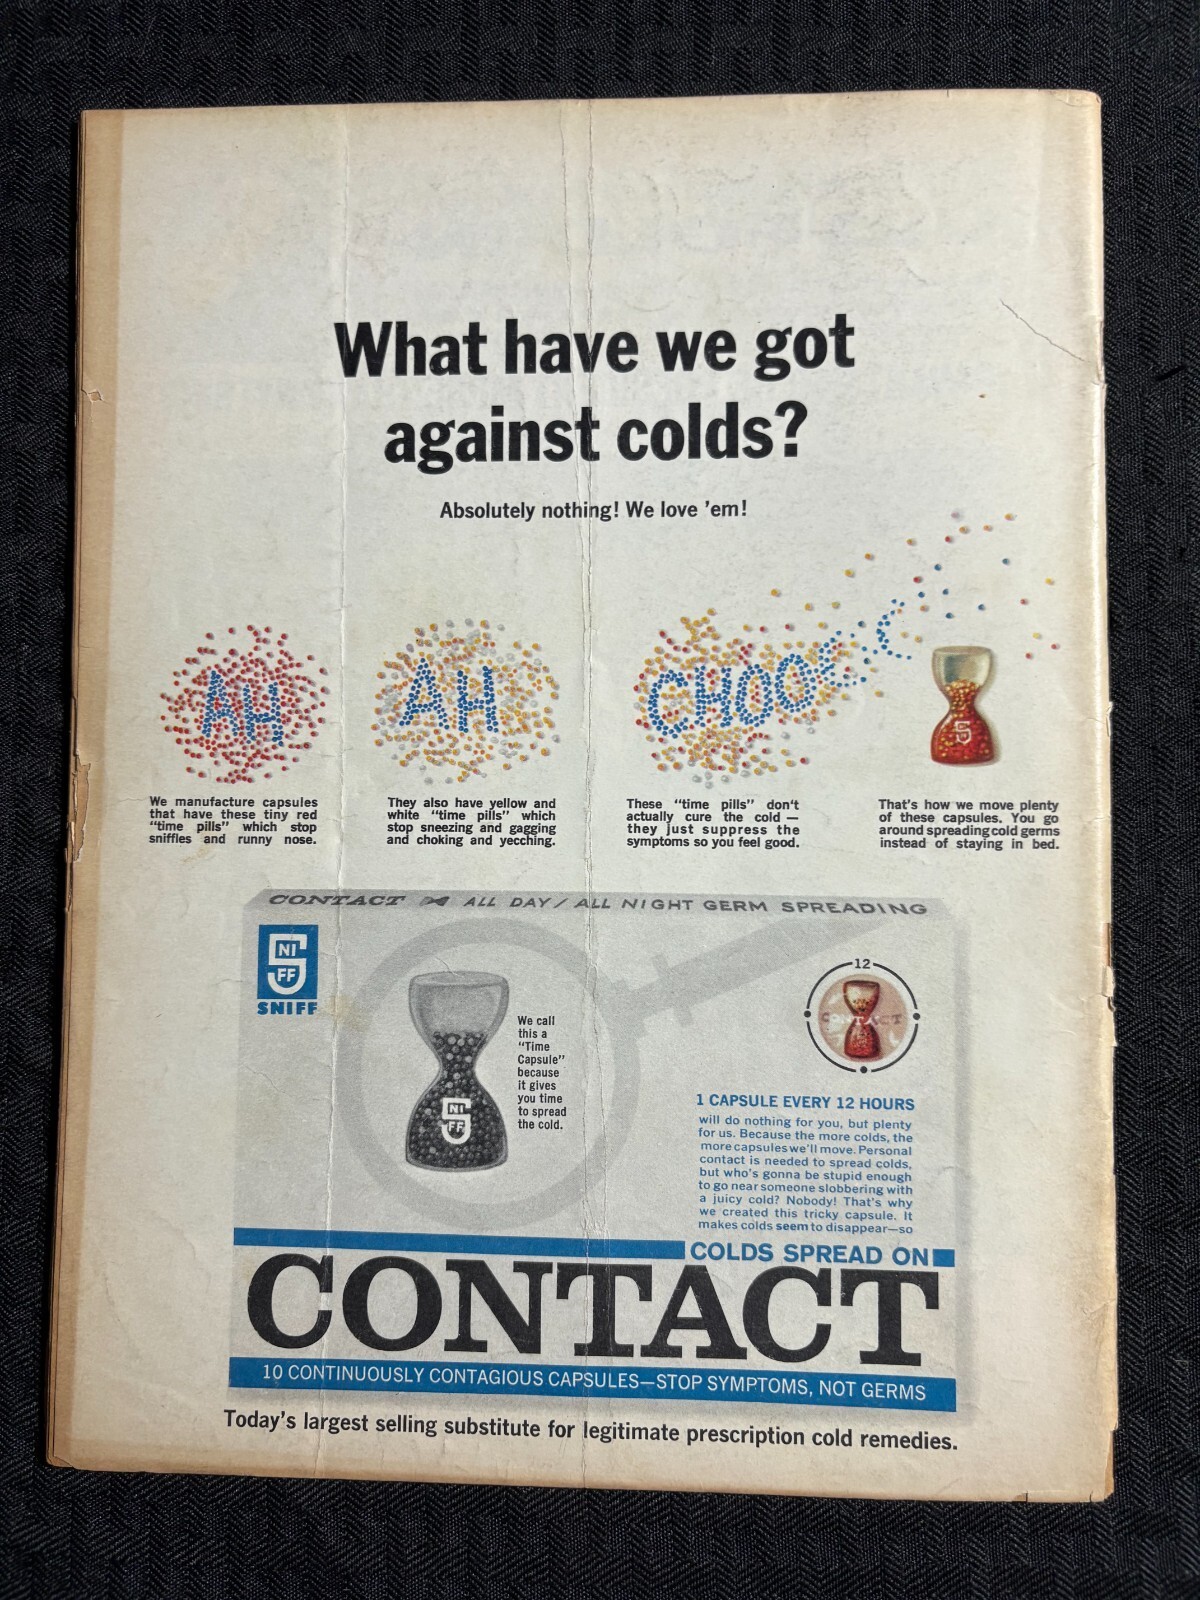 What have we got
against colds?
Absolutely nothing! We love 'em!
AH
AH
CHOO
We manufacture capsules
that have these tiny red
"time pills" which stop
sniffles and runny nose.
They also have yellow and
white "time pills" which
stop sneezing and gagging
and choking and yecching.
These "time pills" don't
actually cure the cold —
they just suppress the
symptoms so you feel good.
That's how we move plenty
of these capsules. You go
around spreading cold germs
instead of staying in bed.
CONTACT ALL DAY/ALL NIGHT GERM SPREADING
NI
FF
SNIFF
We call
this a
"Time
Capsule"
because
it gives
you time
to spread
the cold.
NI
FF
12
CONTACT
1 CAPSULE EVERY 12 HOURS
will do nothing for you, but plenty
for us. Because the more colds, the
more capsules we'll move. Personal
contact is needed to spread colds,
but who's gonna be stupid enough
to go near someone slobbering with
a juicy cold? Nobody! That's why
we created this tricky capsule. It
makes colds seem to disappear—so
COLDS SPREAD ON
CONTACT
10 CONTINUOUSLY CONTAGIOUS CAPSULES—STOP SYMPTOMS, NOT GERMS
Today's largest selling substitute for legitimate prescription cold remedies.